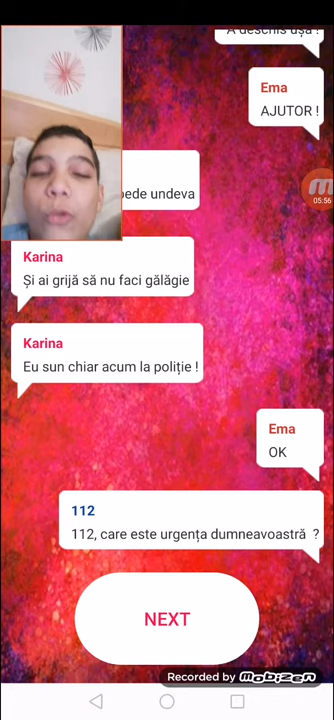 A deschis ușa !
Ema
AJUTOR !
pede undeva
Karina
Și ai grijă să nu faci gălăgie
Karina
Eu sun chiar acum la poliție !
Ema
OK
112
112, care este urgența dumneavoastră ?
NEXT
05:56
Recorded by mobizen